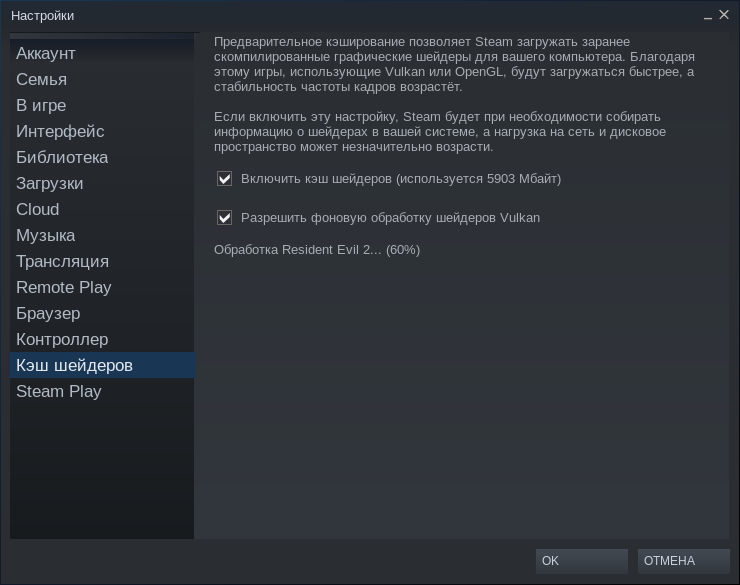 Настройки
Аккаунт
Семья
В игре
Интерфейс
Библиотека
Загрузки
Cloud
Музыка
Трансляция
Remote Play
Браузер
Контроллер
Кэш шейдеров
Steam Play
Предварительное кэширование позволяет Steam загружать заранее
скомпилированные графические шейдеры для вашего компьютера. Благодаря
этому игры, использующие Vulkan или OpenGL, будут загружаться быстрее, а
стабильность частоты кадров возрастёт.
Если включить эту настройку, Steam будет при необходимости собирать
информацию о шейдерах в вашей системе, а нагрузка на сеть и дисковое
пространство может незначительно возрасти.
Включить кэш шейдеров (используется 5903 Мбайт)
Разрешить фоновую обработку шейдеров Vulkan
Обработка Resident Evil 2... (60%)
OK
ОТМЕНА